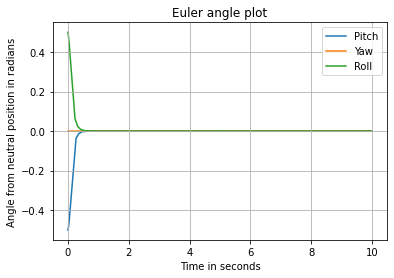 Euler angle plot
Pitch
Yaw
Roll
Angle from neutral position in radians
0.4
0.2
0.0
−0.2
−0.4
0
2
4
6
8
10
Time in seconds